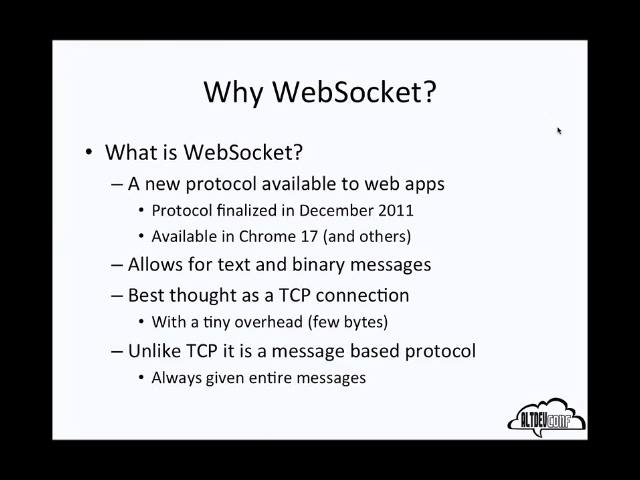 Why WebSocket?
• What is WebSocket?
– A new protocol available to web apps
• Protocol finalized in December 2011
• Available in Chrome 17 (and others)
– Allows for text and binary messages
– Best thought as a TCP connection
• With a tiny overhead (few bytes)
– Unlike TCP it is a message based protocol
• Always given entire messages
ALTDEVCONF